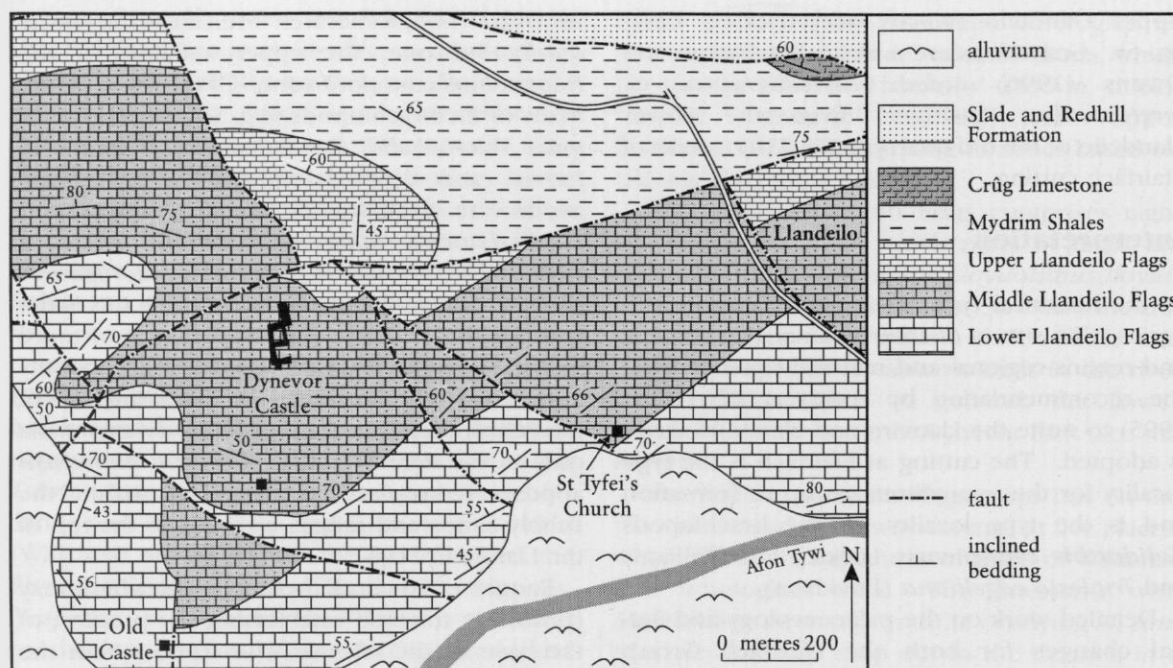 60
65
75
60
80
75
45
65
Llandeilo
70
Dynevor
Castle
60
50
60
66
50
70
70
70
70
St Tyfei's
Church
43
55
80
45
Afon Tywi
N
56
Old
Castle
55
0 metres 200
alluvium
Slade and Redhill
Formation
Crûg Limestone
Mydrim Shales
Upper Llandeilo Flags
Middle Llandeilo Flags
Lower Llandeilo Flags
fault
inclined
bedding